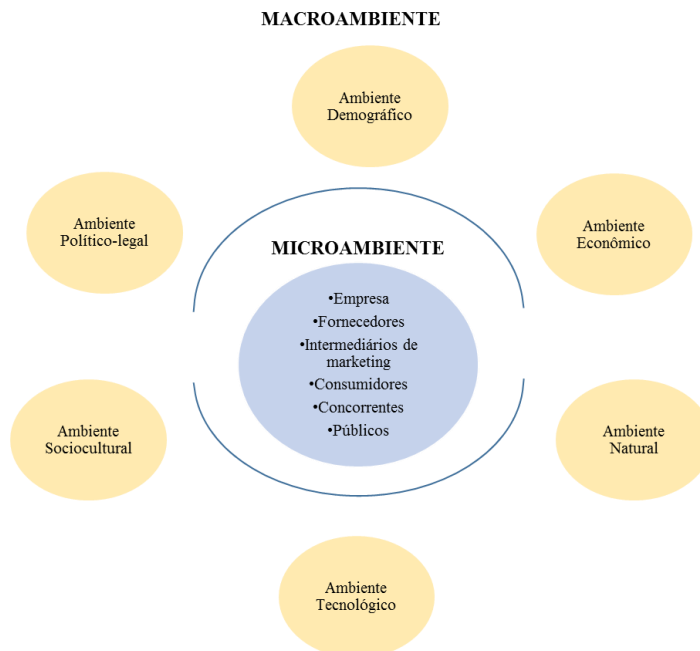 MACROAMBIENTE
Ambiente
Demográfico
Ambiente
Político-legal
Ambiente
Econômico
MICROAMBIENTE
•Empresa
•Fornecedores
•Intermediários de
marketing
•Consumidores
•Concorrentes
•Públicos
Ambiente
Sociocultural
Ambiente
Natural
Ambiente
Tecnológico